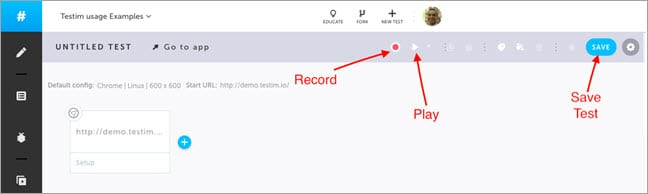 #
Testim usage Examples
EDUCATE
FORK
NEW TEST
UNTITLED TEST
Go to app
SAVE
Record
Play
Save
Test
Default config: Chrome | Linux | 600 x 600 Start URL: http://demo.testim.io/
http://demo.testim....
Setup